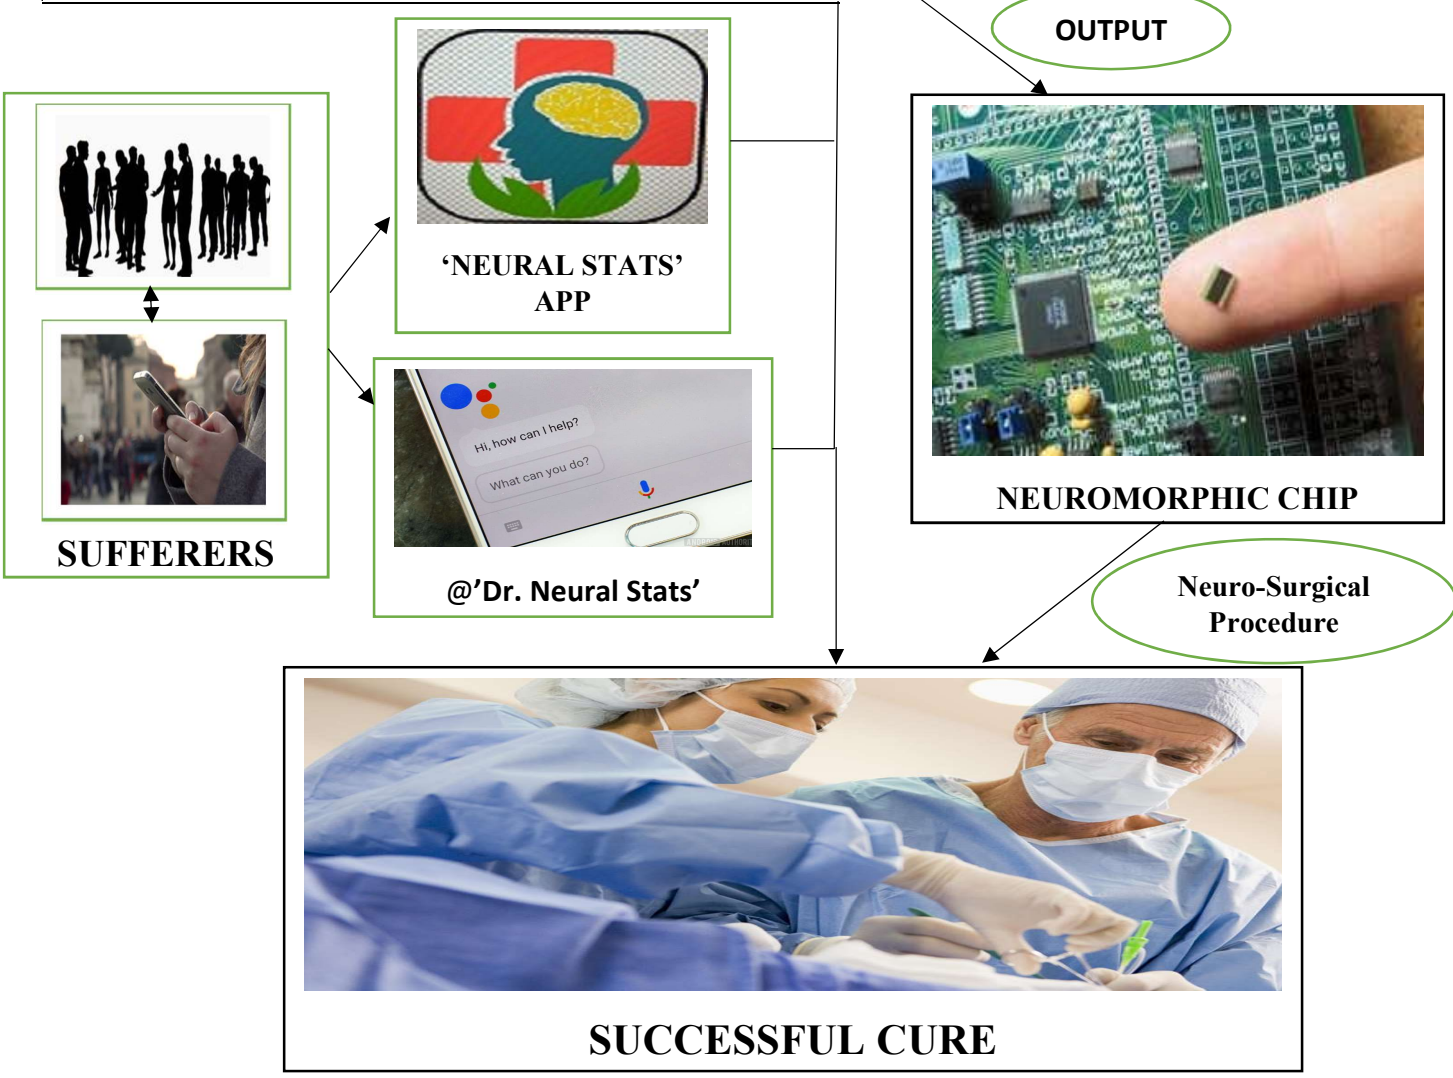 OUTPUT
‘NEURAL STATS’
APP
Hi, how can I help?
What can you do?
SUFFERERS
@’Dr. Neural Stats’
NEUROMORPHIC CHIP
Neuro-Surgical
Procedure
SUCCESSFUL CURE